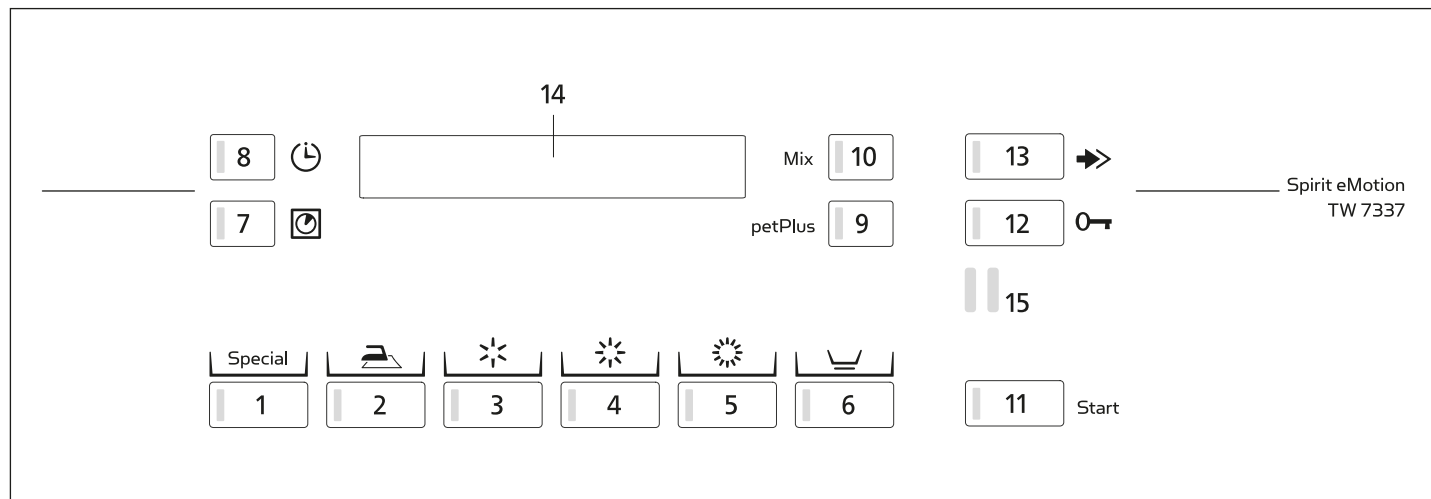 14
8
Mix 10
13
7
petPlus 9
12
Spirit eMotion
TW 7337
15
Special
1 2 3 4 5 6
11 Start